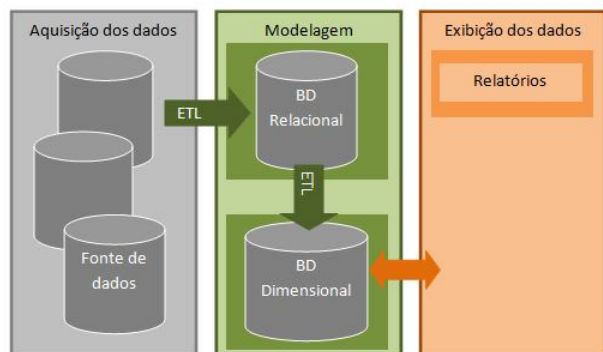 Aquisição dos dados
Fonte de
dados
ETL
Modelagem
BD
Relacional
ETL
BD
Dimensional
Exibição dos dados
Relatórios